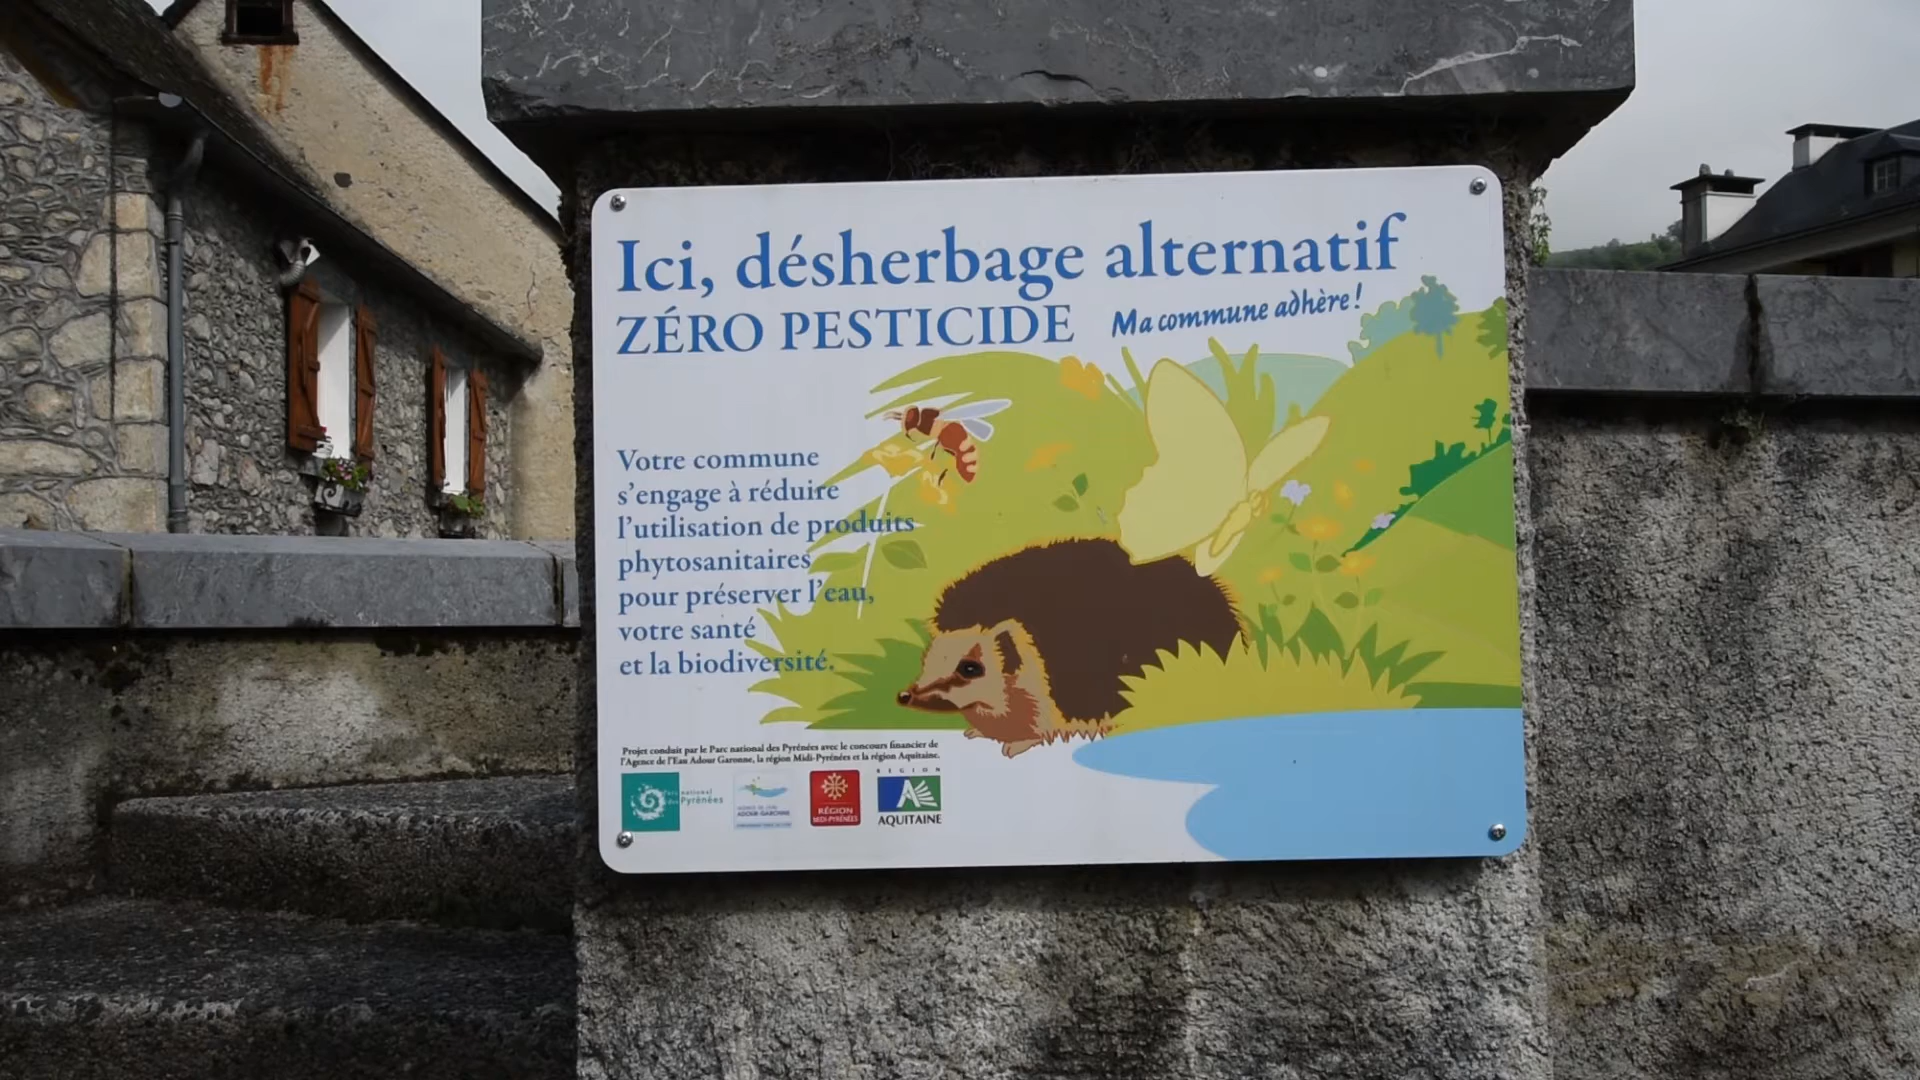 Ici, désherbage alternatif
ZÉRO PESTICIDE
Ma commune adhère !
Votre commune
s'engage à réduire
l'utilisation de produits
phytosanitaires
pour préserver l'eau,
votre santé
et la biodiversité.
Projet conduit par le Parc national des Pyrénées avec le concours financier de
l'Agence de l'Eau Adour Garonne, la région Midi-Pyrénées et la région Aquitaine.
Parc national
des Pyrénées
AGENCE DE L'EAU
ADOUR-GARONNE
RÉGION
MIDI-PYRÉNÉES
RÉGION
AQUITAINE